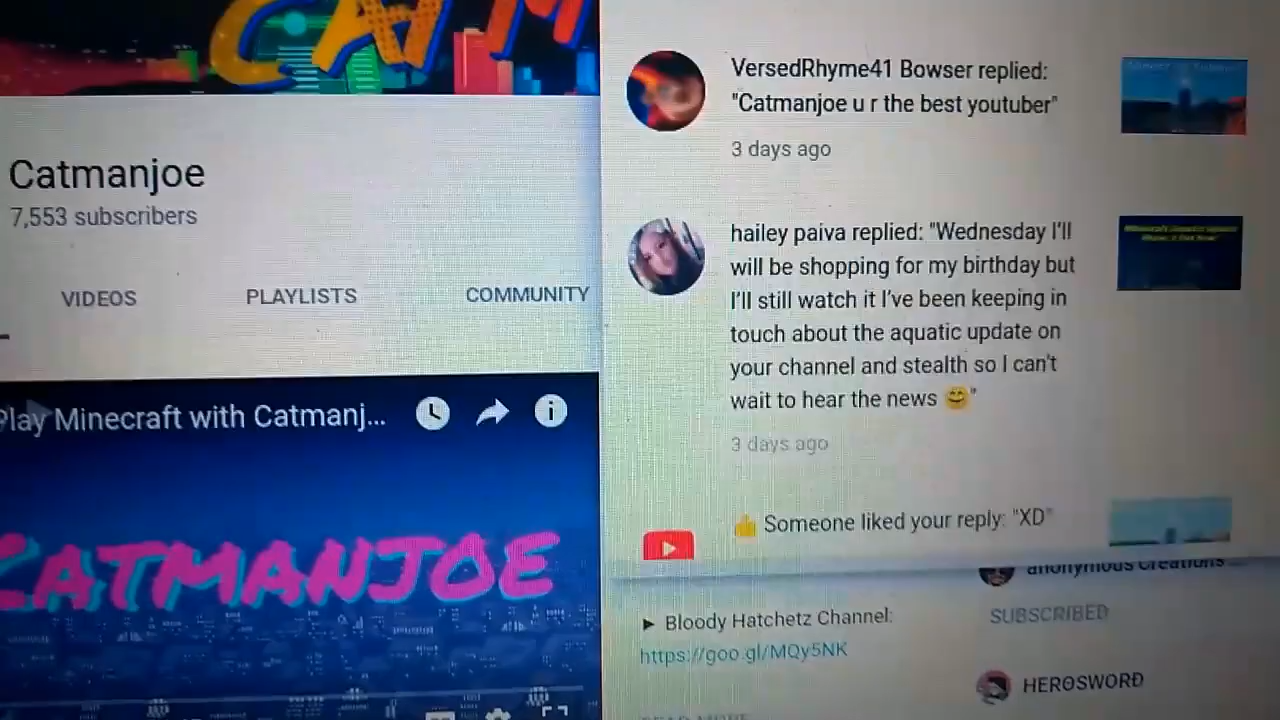 CATM
Catmanjoe
7,553 subscribers
VIDEOS PLAYLISTS COMMUNITY
Play Minecraft with Catmanj...
CATMANJOE
VersedRhyme41 Bowser replied:
"Catmanjoe u r the best youtuber"
3 days ago
hailey paiva replied: "Wednesday I'll
will be shopping for my birthday but
I'll still watch it I've been keeping in
touch about the aquatic update on
your channel and stealth so I can't
wait to hear the news 😊"
3 days ago
👍 Someone liked your reply: "XD"
anonymous Creations...
► Bloody Hatchetz Channel:
https://goo.gl/MQy5NK
SUBSCRIBED
HEROSWORD